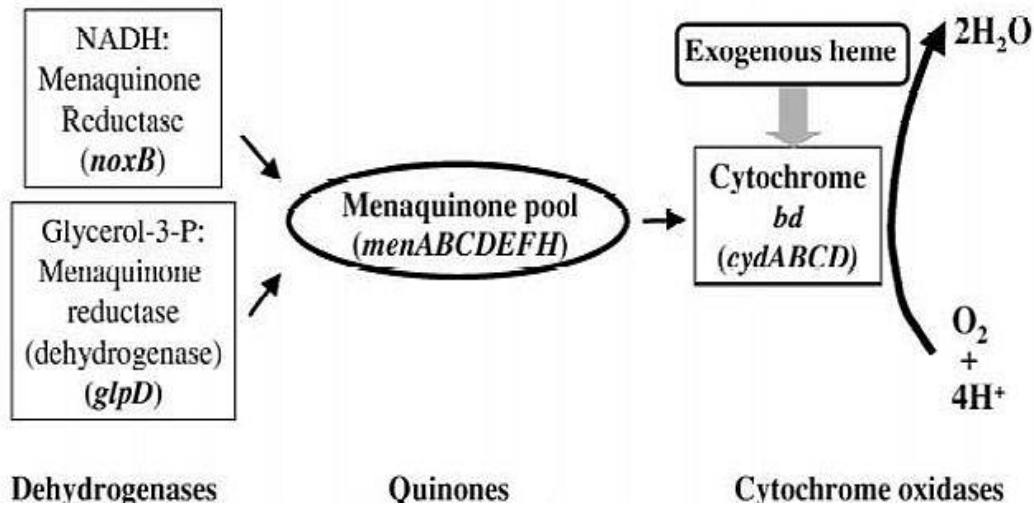 NADH:
Menaquinone
Reductase
(noxB)
Glycerol-3-P:
Menaquinone
reductase
(dehydrogenase)
(glpD)
Menaquinone pool
(menABCDEFH)
Exogenous heme
Cytochrome
bd
(cydABCD)
2H₂O
O₂
+
4H⁺
Dehydrogenases
Quinones
Cytochrome oxidases